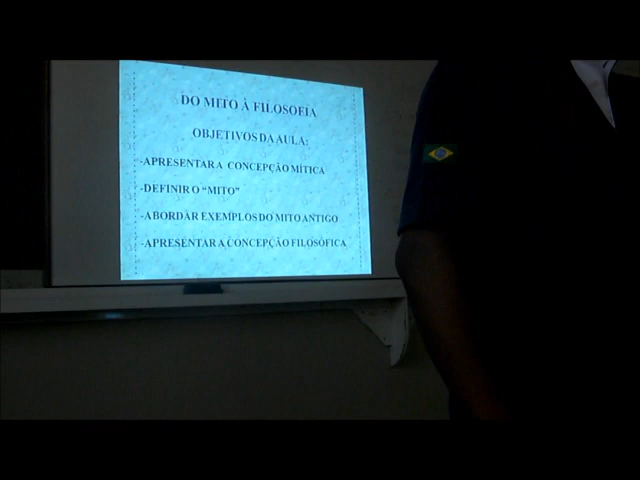 DO MITO À FILOSOFIA
OBJETIVOS DA AULA:
-APRESENTAR A CONCEPÇÃO MÍTICA
-DEFINIR O “MITO”
-ABORDAR EXEMPLOS DO MITO ANTIGO
-APRESENTAR A CONCEPÇÃO FILOSÓFICA